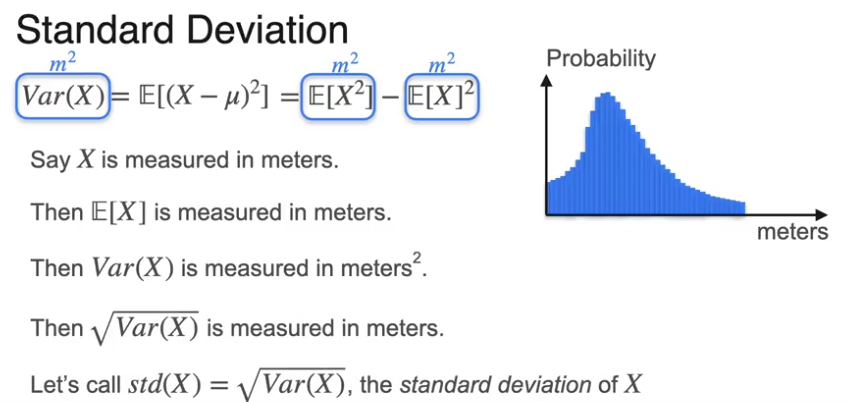 Standard Deviation
m² m² m²
Var(X) = 𝔼[(X − μ)²] = 𝔼[X²] − 𝔼[X]²
Say X is measured in meters.
Then 𝔼[X] is measured in meters.
Then Var(X) is measured in meters².
Then √Var(X) is measured in meters.
Let's call std(X) = √Var(X), the standard deviation of X
Probability
meters